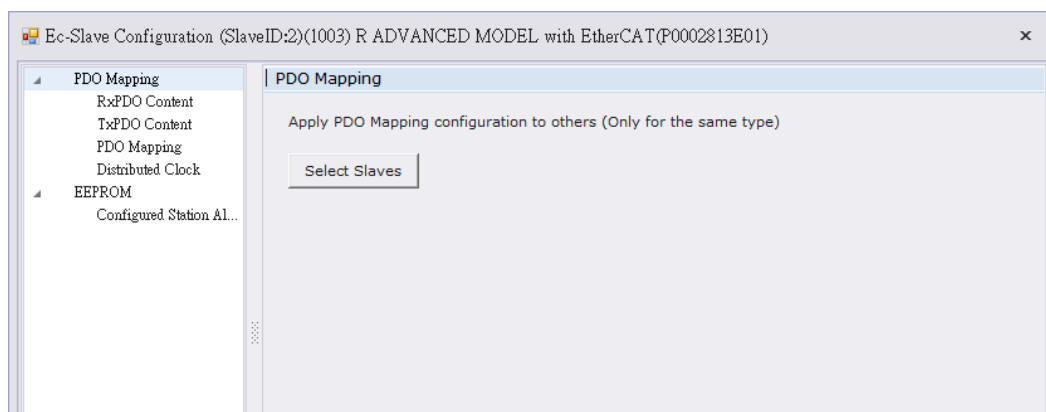 Ec-Slave Configuration (SlaveID:2)(1003) R ADVANCED MODEL with EtherCAT(P0002813E01)
PDO Mapping
RxPDO Content
TxPDO Content
PDO Mapping
Distributed Clock
EEPROM
Configured Station Al...
PDO Mapping
Apply PDO Mapping configuration to others (Only for the same type)
Select Slaves